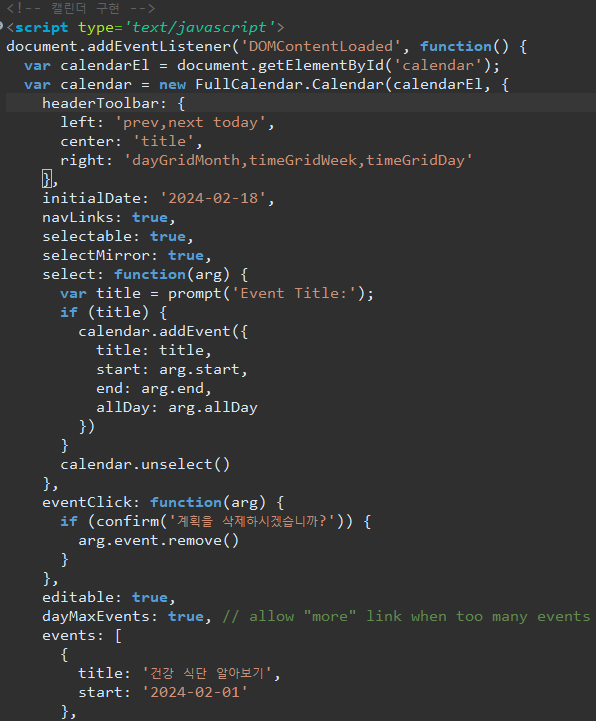 <!-- 캘린더 구현 -->
<script type='text/javascript'>
document.addEventListener('DOMContentLoaded', function() {
  var calendarEl = document.getElementById('calendar');
  var calendar = new FullCalendar.Calendar(calendarEl, {
    headerToolbar: {
      left: 'prev,next today',
      center: 'title',
      right: 'dayGridMonth,timeGridWeek,timeGridDay'
    },
    initialDate: '2024-02-18',
    navLinks: true,
    selectable: true,
    selectMirror: true,
    select: function(arg) {
      var title = prompt('Event Title:');
      if (title) {
        calendar.addEvent({
          title: title,
          start: arg.start,
          end: arg.end,
          allDay: arg.allDay
        })
      }
      calendar.unselect()
    },
    eventClick: function(arg) {
      if (confirm('계획을 삭제하시겠습니까?')) {
        arg.event.remove()
      }
    },
    editable: true,
    dayMaxEvents: true, // allow "more" link when too many events
    events: [
      {
        title: '건강 식단 알아보기',
        start: '2024-02-01'
      },